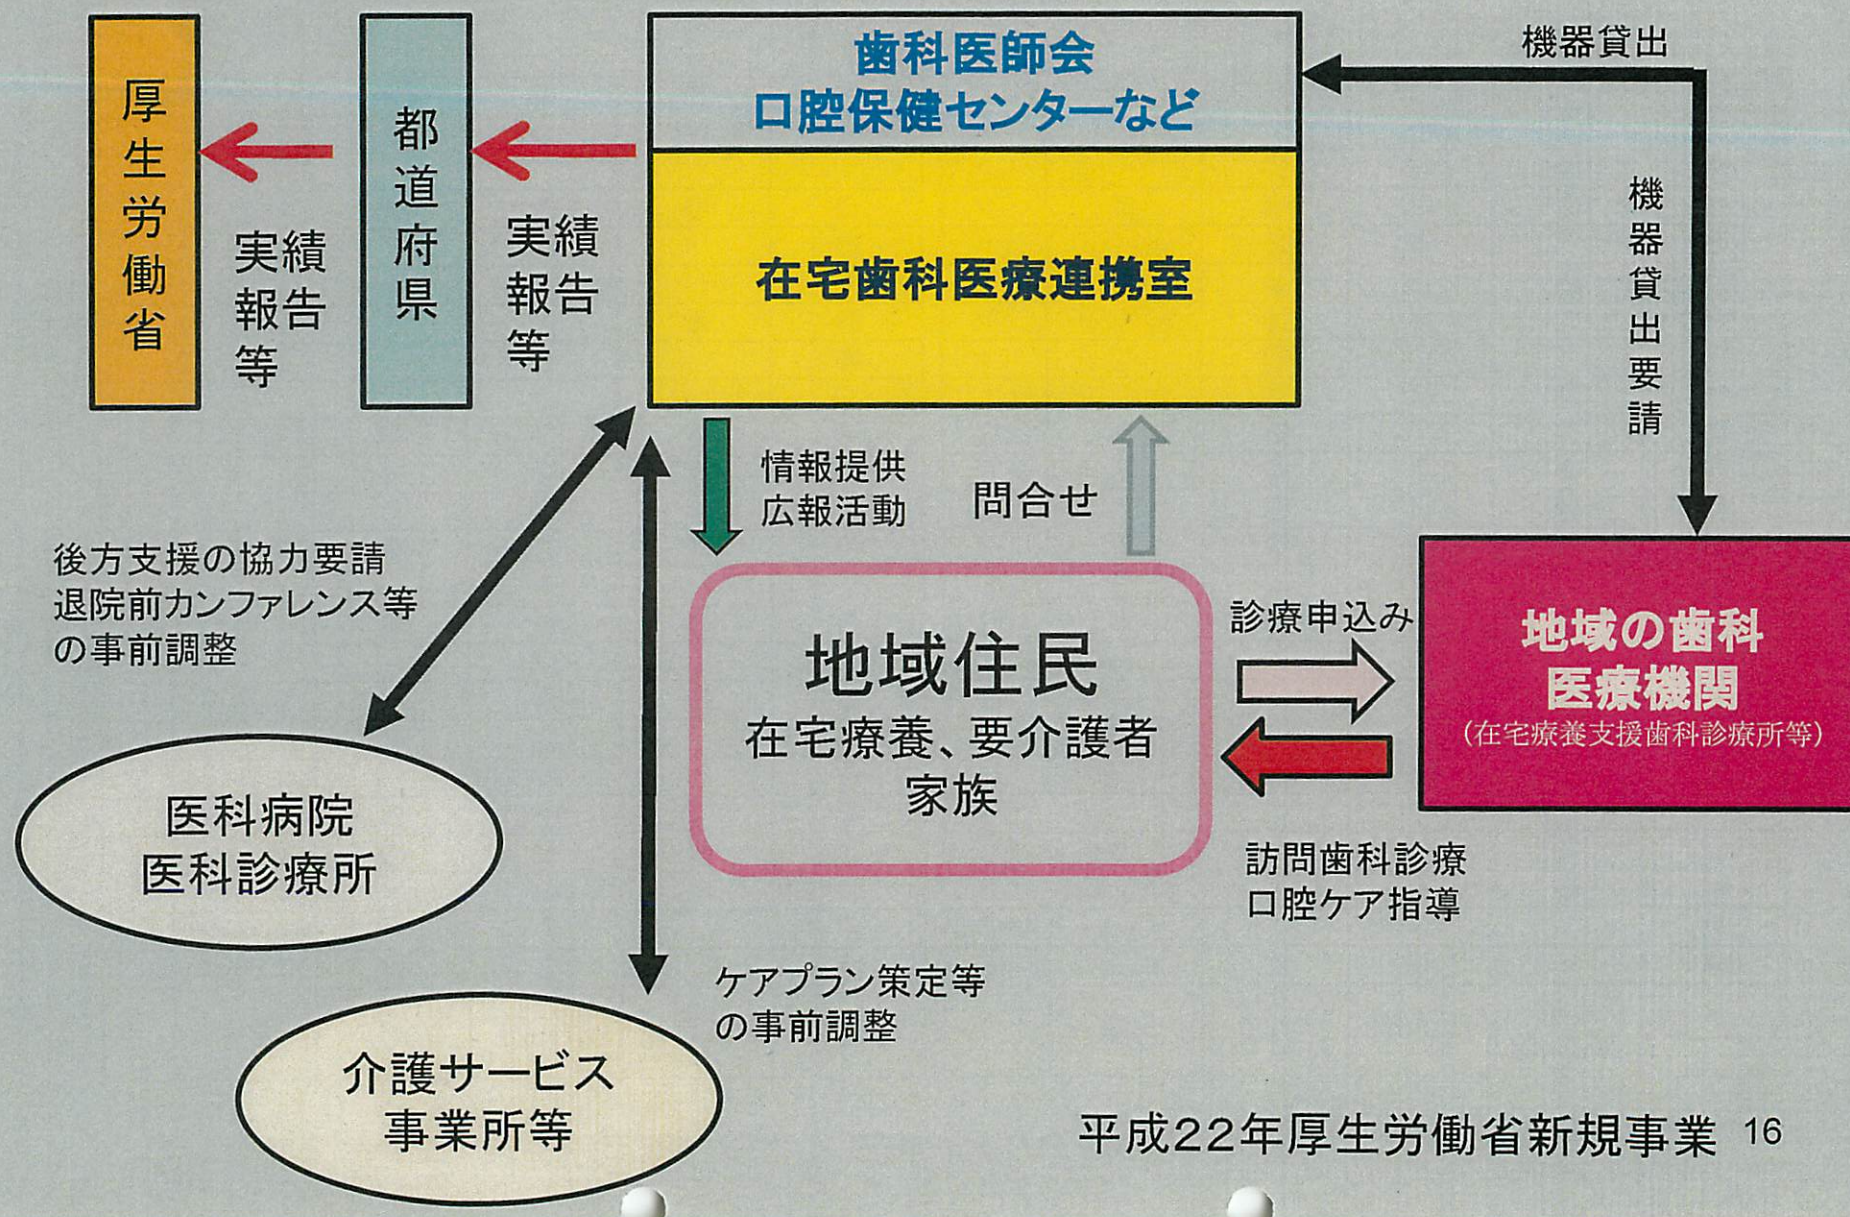 厚生労働省
実績
報告
等
都道府県
実績
報告
等
歯科医師会
口腔保健センターなど
在宅歯科医療連携室
機器貸出
機器貸出要請
情報提供
広報活動
問合せ
後方支援の協力要請
退院前カンファレンス等
の事前調整
地域住民
在宅療養、要介護者
家族
診療申込み
地域の歯科
医療機関
(在宅療養支援歯科診療所等)
訪問歯科診療
口腔ケア指導
医科病院
医科診療所
ケアプラン策定等
の事前調整
介護サービス
事業所等
平成22年厚生労働省新規事業 16